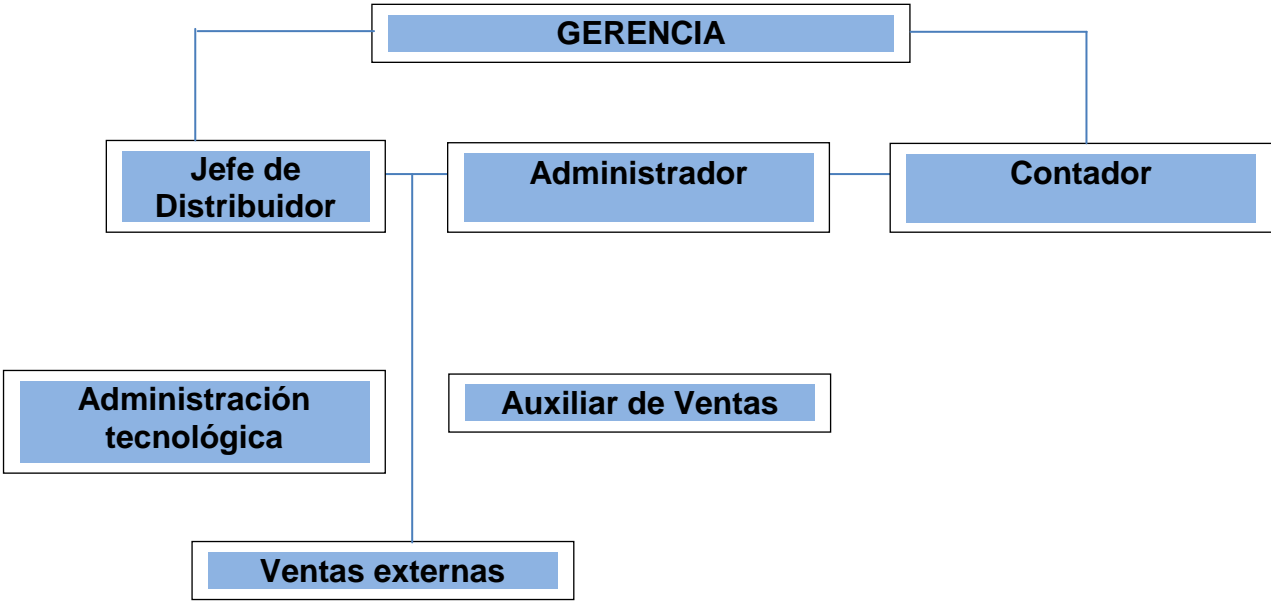 GERENCIA
Jefe de
Distribuidor
Administrador
Contador
Administración
tecnológica
Auxiliar de Ventas
Ventas externas